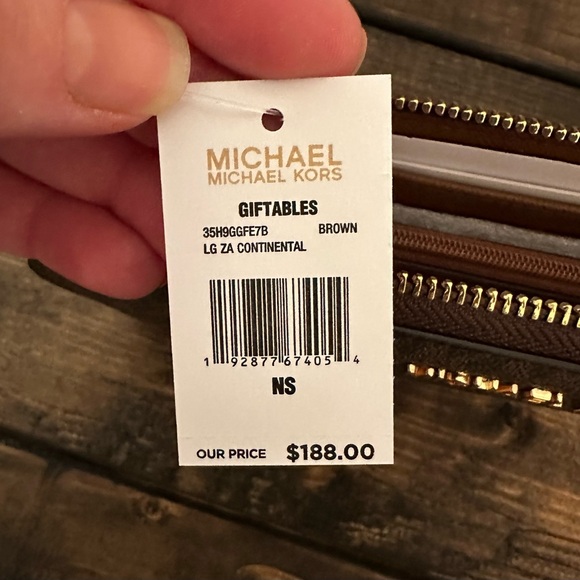 MICHAEL
MICHAEL KORS
GIFTABLES
35H9GGFE7B BROWN
LG ZA CONTINENTAL
1 92877 67405 4
NS
OUR PRICE $188.00